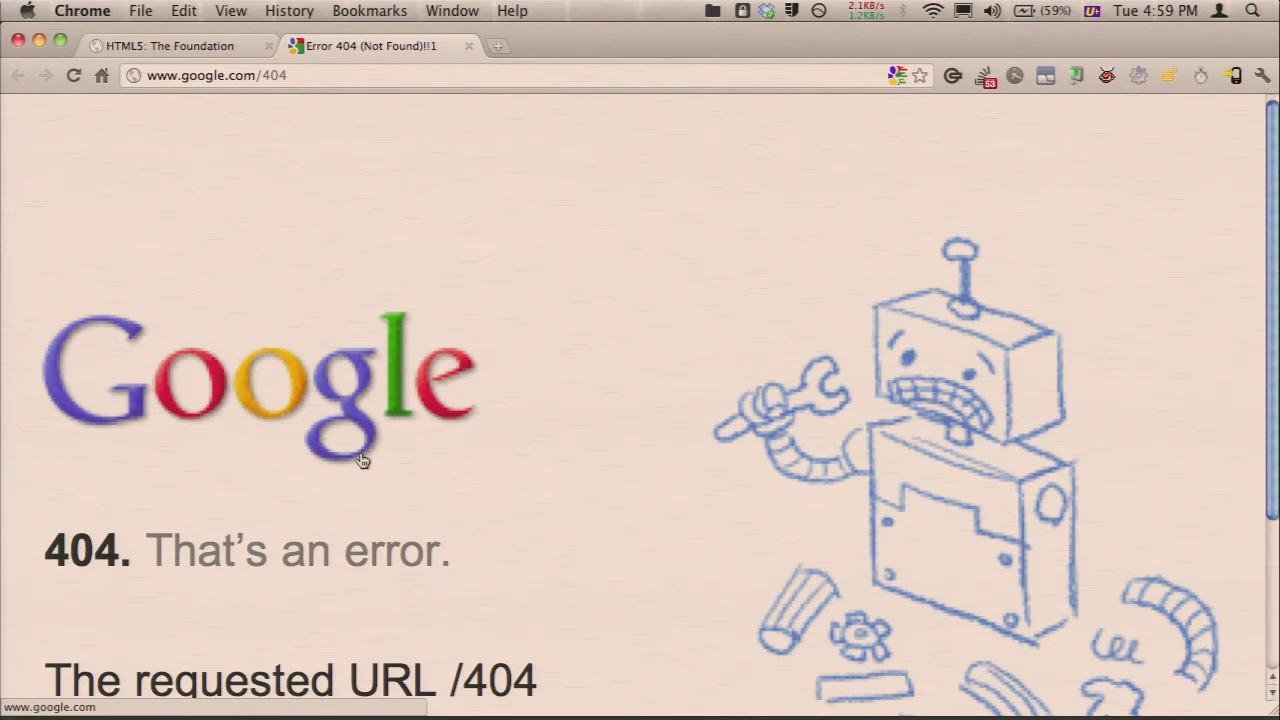 Chrome File Edit View History Bookmarks Window Help 2.1KB/s 1.2KB/s (59%) Tue 4:59 PM
HTML5: The Foundation Error 404 (Not Found)!!1
www.google.com/404 53
Google
404. That's an error.
The requested URL /404
www.google.com